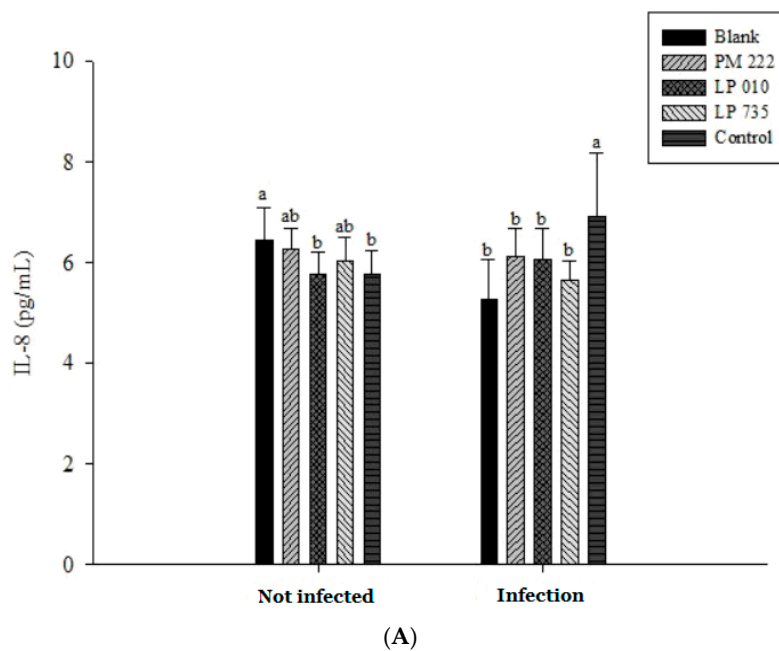 10
8
6
4
2
0
IL-8 (pg/mL)
Blank
PM 222
LP 010
LP 735
Control
a
ab
b
ab
b
b
b
b
b
a
Not infected
Infection
(A)